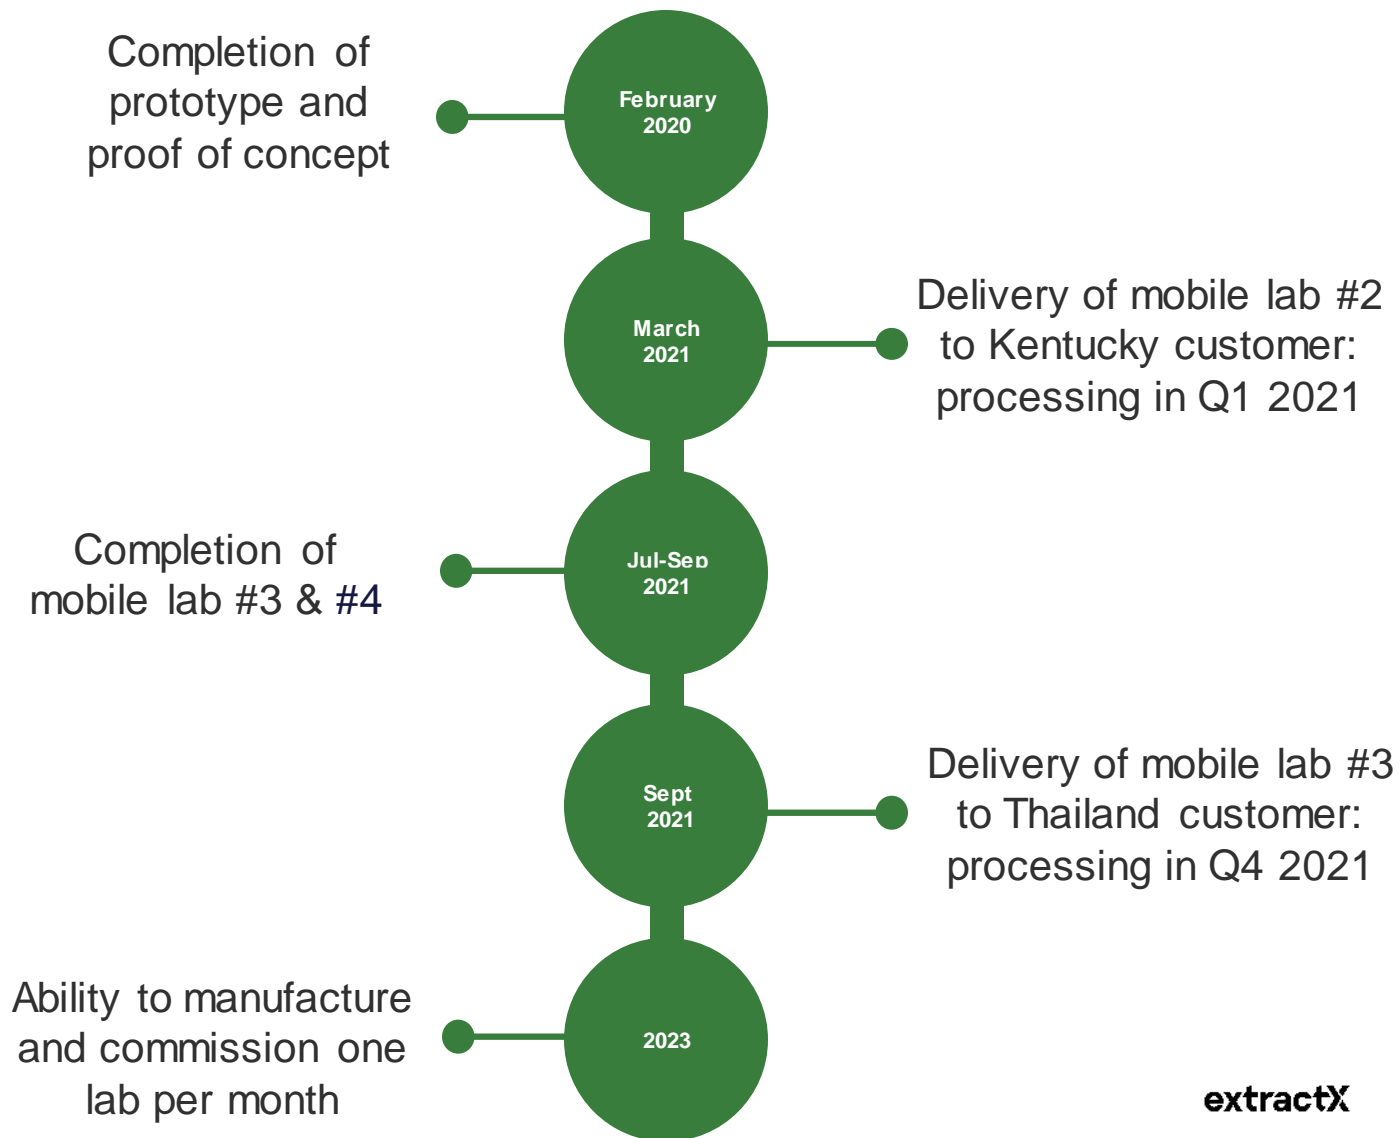 Completion of
prototype and
proof of concept
February
2020
March
2021
Delivery of mobile lab #2
to Kentucky customer:
processing in Q1 2021
Completion of
mobile lab #3 & #4
Jul-Sep
2021
Sept
2021
Delivery of mobile lab #3
to Thailand customer:
processing in Q4 2021
Ability to manufacture
and commission one
lab per month
2023
extractX